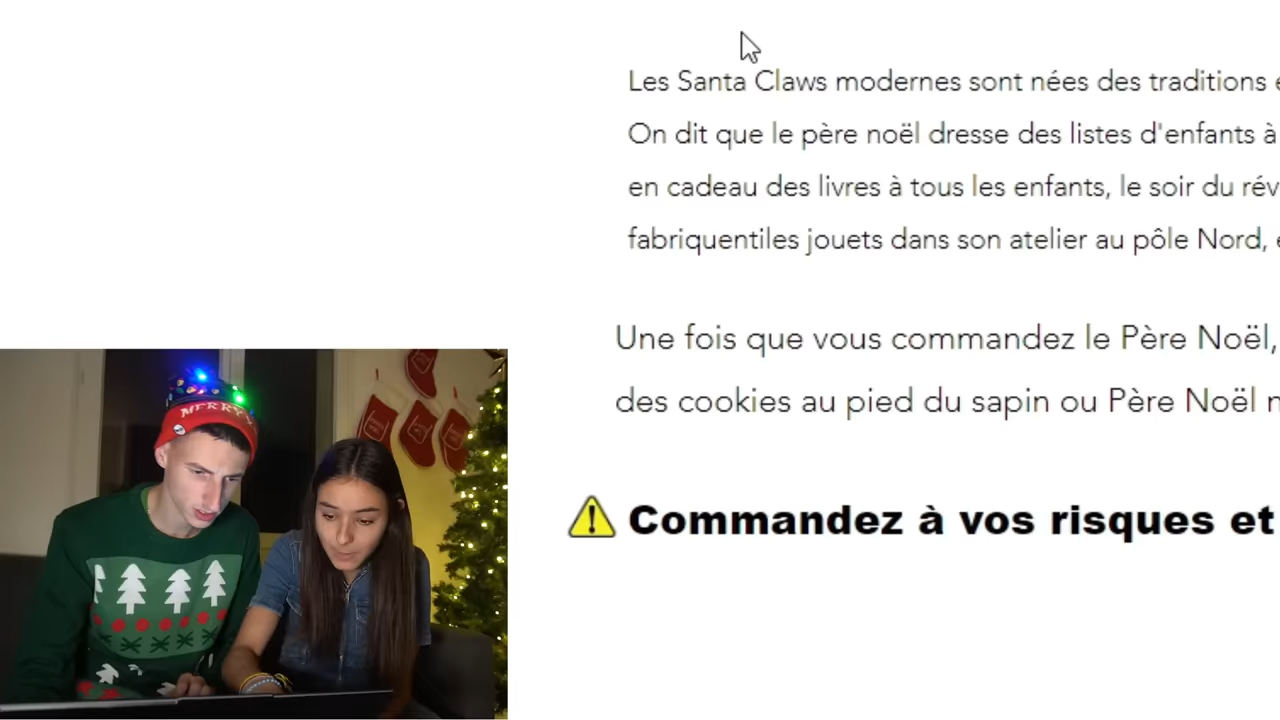 Les Santa Claws modernes sont nées des traditions
On dit que le père noël dresse des listes d'enfants à
en cadeau des livres à tous les enfants, le soir du rév
fabriquentiles jouets dans son atelier au pôle Nord,
Une fois que vous commandez le Père Noël,
des cookies au pied du sapin ou Père Noël n
Commandez à vos risques et
MERRY